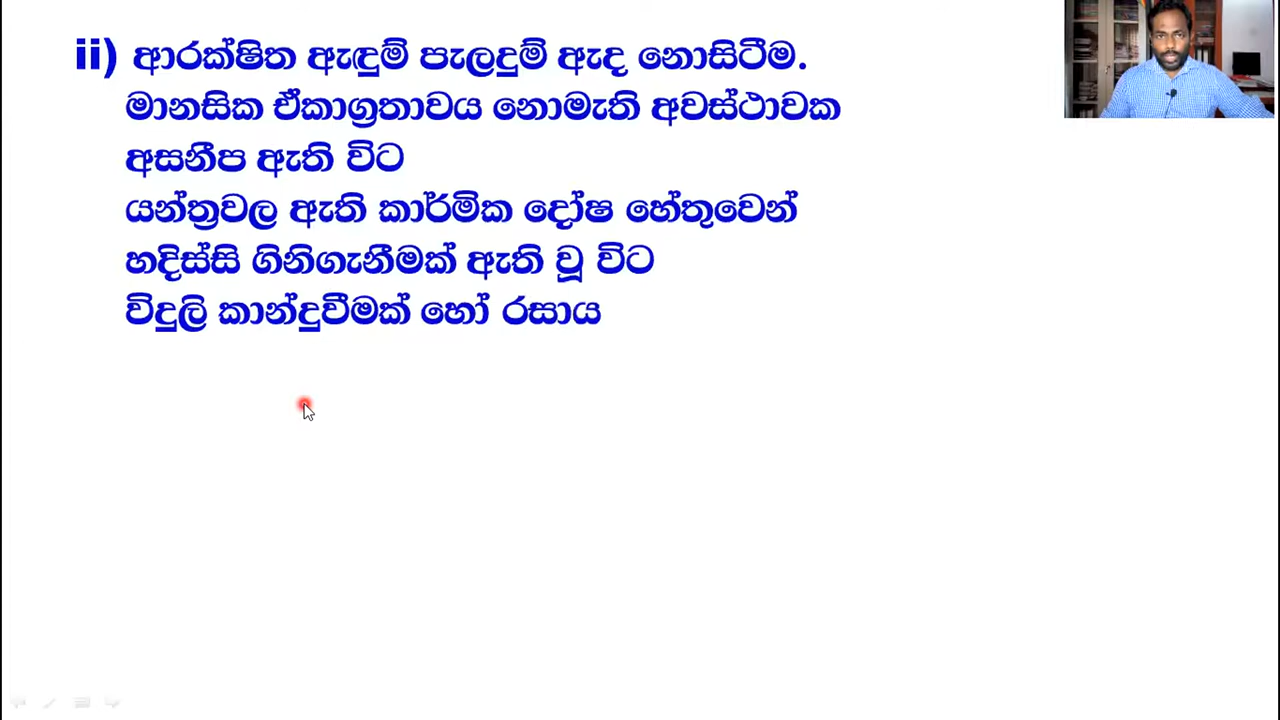 ii) ආරක්ෂිත ඇඳුම් පැලඳුම් ඇද නොසිටීම.
මානසික ඒකාග්‍රතාවය නොමැති අවස්ථාවක
අසනීප ඇති විට
යන්ත්‍රවල ඇති කාර්මික දෝෂ හේතුවෙන්
හදිස්සි ගිනිගැනීමක් ඇති වූ විට
විදුලි කාන්දුවීමක් හෝ රසාය